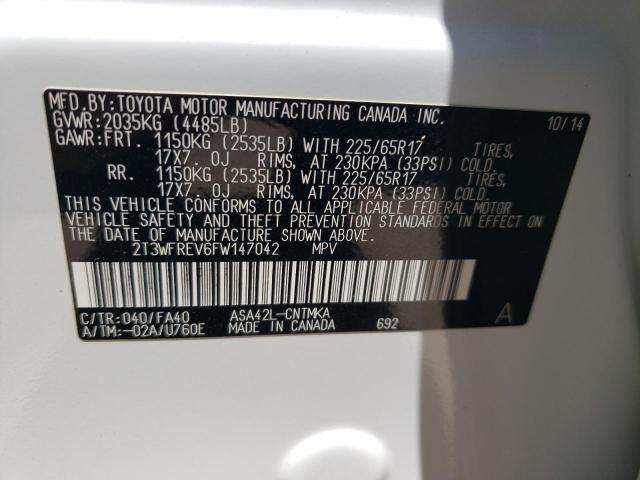 MFD.BY:TOYOTA MOTOR MANUFACTURING CANADA INC. 10/14
GVWR:2035KG (4485LB)
GAWR:FRT. 1150KG (2535LB) WITH 225/65R17 TIRES,
17X7. 0J RIMS, AT 230KPA (33PSI) COLD.
RR. 1150KG (2535LB) WITH 225/65R17 TIRES,
17X7. 0J RIMS, AT 230KPA (33PSI) COLD.
THIS VEHICLE CONFORMS TO ALL APPLICABLE FEDERAL MOTOR
VEHICLE SAFETY AND THEFT PREVENTION STANDARDS IN EFFECT ON
THE DATE OF MANUFACTURE SHOWN ABOVE.
2T3WFREV6FW147042 MPV
C/TR:040/FA40 ASA42L-CNTMKA A
A/TM:-02A/U760E MADE IN CANADA 692